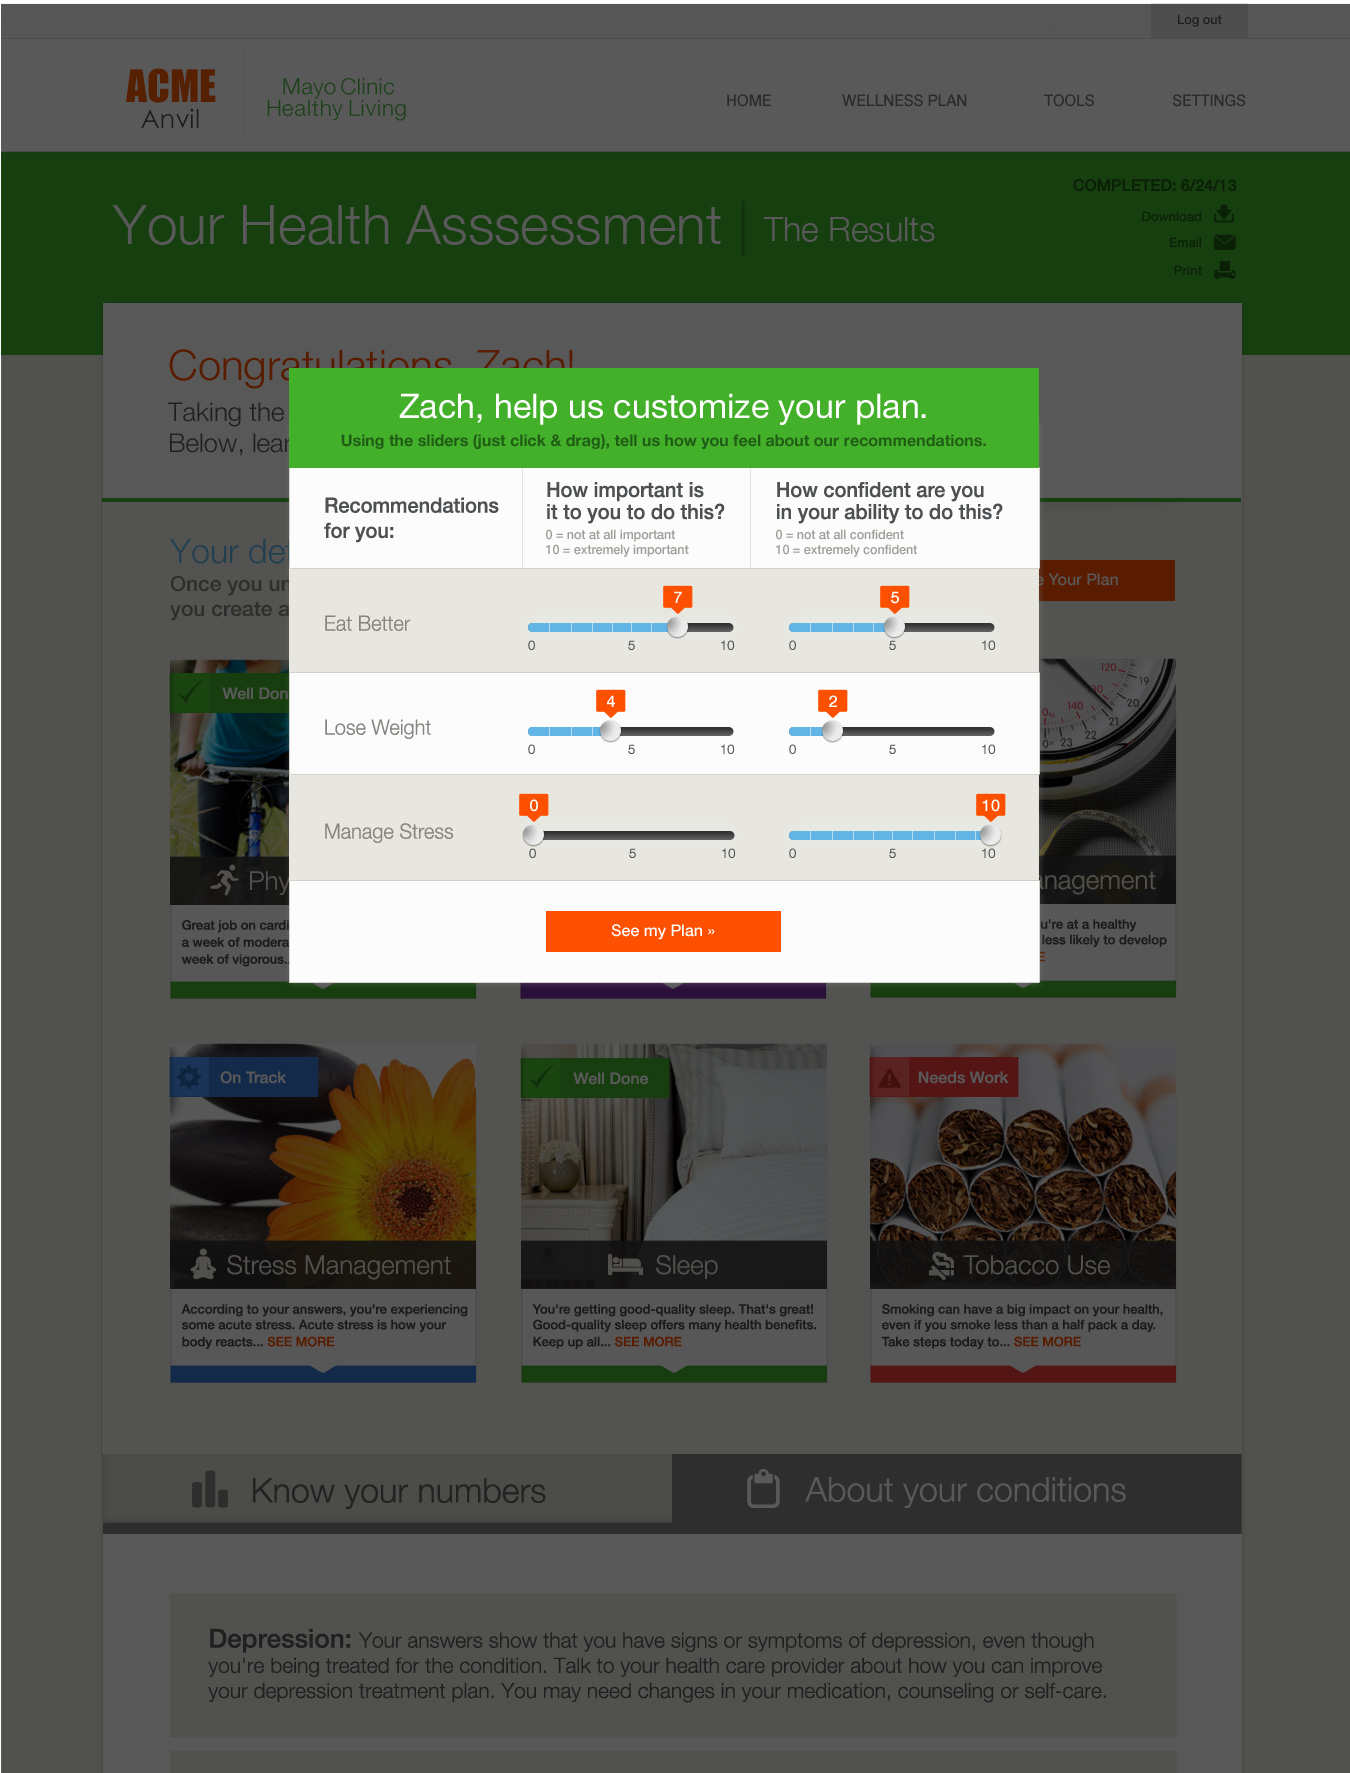 Log out
ACME
Anvil
Mayo Clinic
Healthy Living
HOME
WELLNESS PLAN
TOOLS
SETTINGS
COMPLETED: 6/24/13
Download
Email
Print
Your Health Asssessment
The Results
Congratulations, Zach!
Taking the
Below, lear
Zach, help us customize your plan.
Using the sliders (just click & drag), tell us how you feel about our recommendations.
Recommendations
for you:
How important is
it to you to do this?
0 = not at all important
10 = extremely important
How confident are you
in your ability to do this?
0 = not at all confident
10 = extremely confident
Your de
Once you un
you create a
e Your Plan
Eat Better
7
0 5 10
5
0 5 10
Lose Weight
4
0 5 10
2
0 5 10
Manage Stress
0
0 5 10
10
0 5 10
See my Plan »
Well Don
Phy
Great job on cardi
a week of modera
week of vigorous.
120
19
20
140
21
22
23
nagement
u're at a healthy
less likely to develop
E
On Track
Stress Management
According to your answers, you're experiencing
some acute stress. Acute stress is how your
body reacts... SEE MORE
Well Done
Sleep
You're getting good-quality sleep. That's great!
Good-quality sleep offers many health benefits.
Keep up all... SEE MORE
Needs Work
Tobacco Use
Smoking can have a big impact on your health,
even if you smoke less than a half pack a day.
Take steps today to... SEE MORE
Know your numbers
About your conditions
Depression: Your answers show that you have signs or symptoms of depression, even though
you're being treated for the condition. Talk to your health care provider about how you can improve
your depression treatment plan. You may need changes in your medication, counseling or self-care.